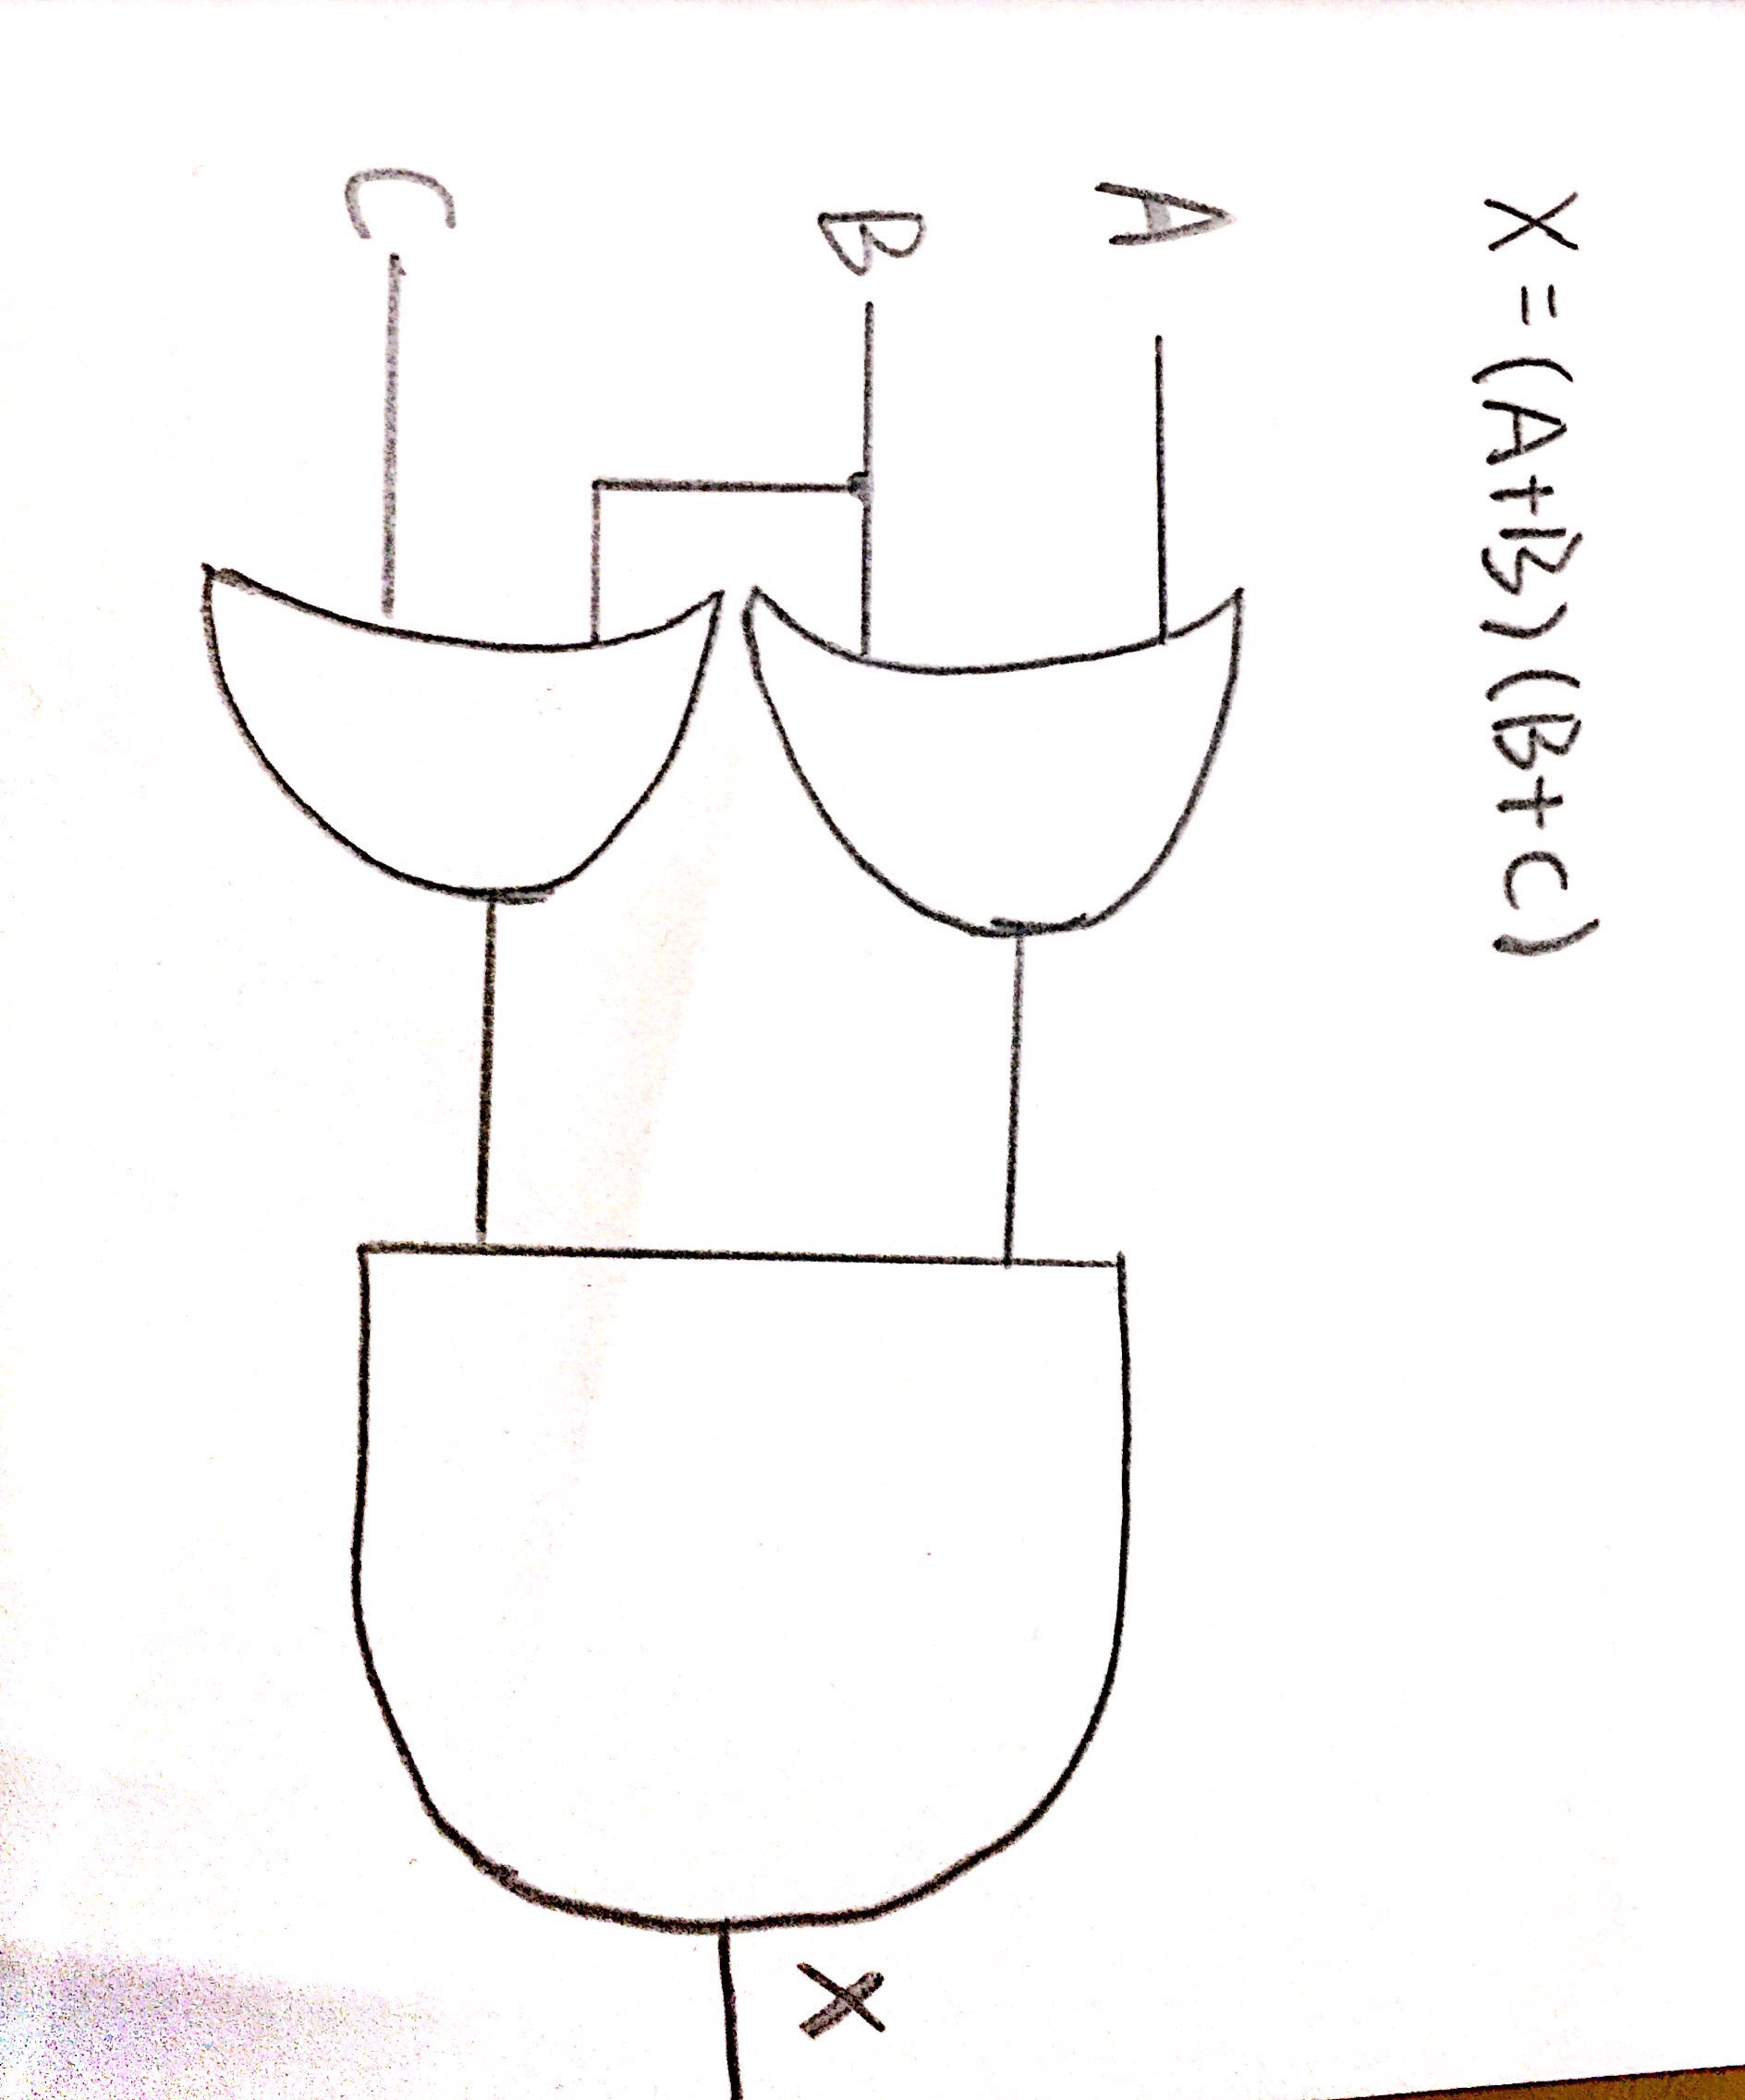 X = (A+B)(B+C)
A
B
C
X